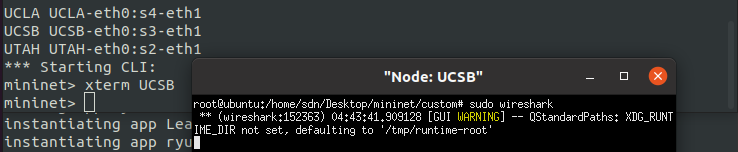 UCLA UCLA-eth0:s4-eth1
UCSB UCSB-eth0:s3-eth1
UTAH UTAH-eth0:s2-eth1
*** Starting CLI:
mininet> xterm UCSB
mininet>
instantiating app Lea
instantiating app ryu
"Node: UCSB"
root@ubuntu:/home/sdn/Desktop/mininet/custom# sudo wireshark
 ** (wireshark:152363) 04:43:41.909128 [GUI WARNING] -- QStandardPaths: XDG_RUNT
IME_DIR not set, defaulting to '/tmp/runtime-root'